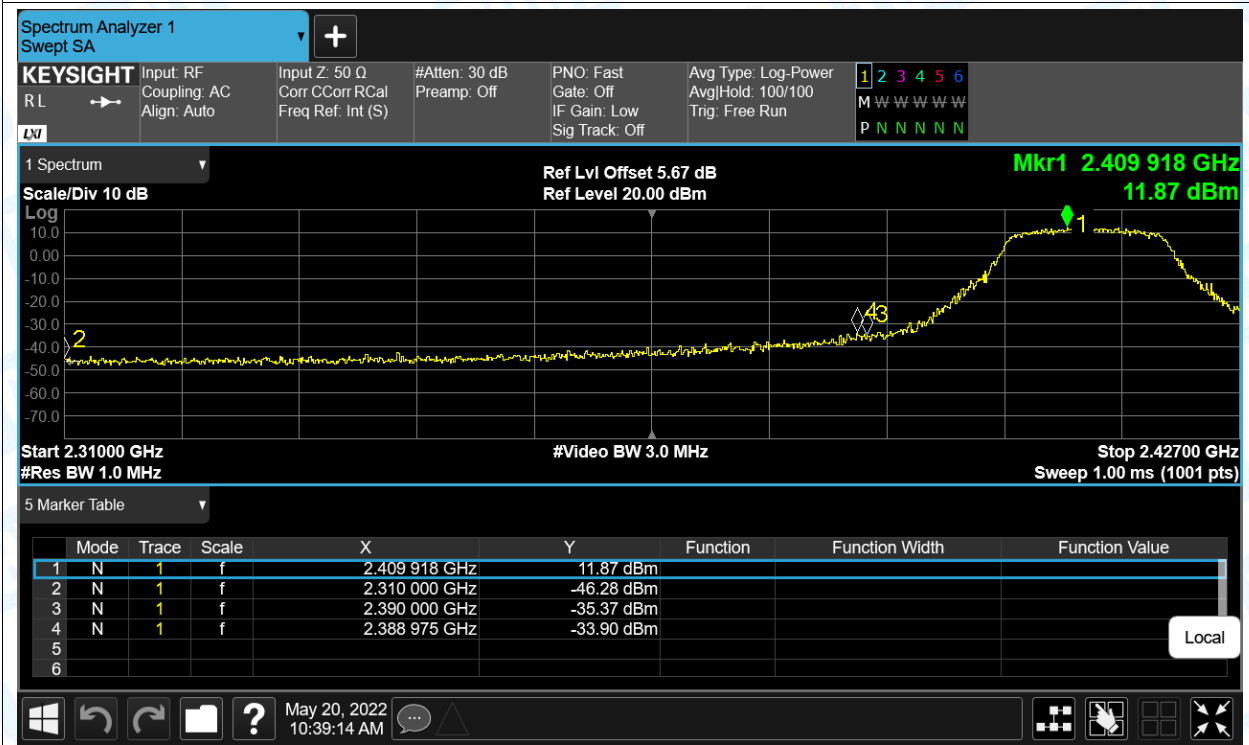 Spectrum Analyzer 1
Swept SA
+
KEYSIGHT
R L
LXI
Input: RF
Coupling: AC
Align: Auto
Input Z: 50 Ω
Corr CCorr RCal
Freq Ref: Int (S)
#Atten: 30 dB
Preamp: Off
PNO: Fast
Gate: Off
IF Gain: Low
Sig Track: Off
Avg Type: Log-Power
Avg|Hold: 100/100
Trig: Free Run
1 2 3 4 5 6
M W W W W W
P N N N N N
1 Spectrum
Scale/Div 10 dB
Ref Lvl Offset 5.67 dB
Ref Level 20.00 dBm
Mkr1 2.409 918 GHz
11.87 dBm
Log
10.0
0.00
-10.0
-20.0
-30.0
-40.0
-50.0
-60.0
-70.0
1
2
43
Start 2.31000 GHz
#Res BW 1.0 MHz
#Video BW 3.0 MHz
Stop 2.42700 GHz
Sweep 1.00 ms (1001 pts)
5 Marker Table
Mode Trace Scale X Y Function Function Width Function Value
1 N 1 f 2.409 918 GHz 11.87 dBm
2 N 1 f 2.310 000 GHz -46.28 dBm
3 N 1 f 2.390 000 GHz -35.37 dBm
4 N 1 f 2.388 975 GHz -33.90 dBm
5
6
Local
?
May 20, 2022
10:39:14 AM